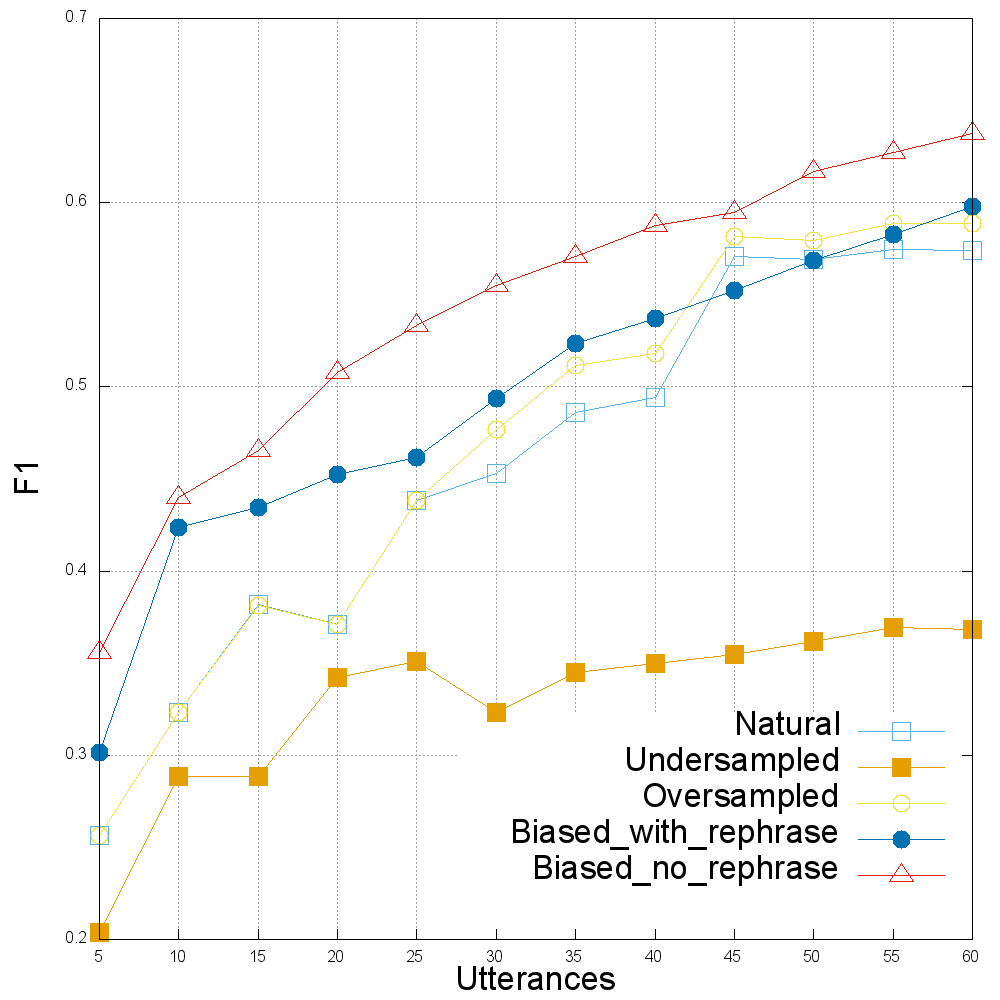 0.7
0.6
0.5
0.4
0.3
0.2
F1
Natural
Undersampled
Oversampled
Biased_with_rephrase
Biased_no_rephrase
5 10 15 20 25 30 35 40 45 50 55 60
Utterances